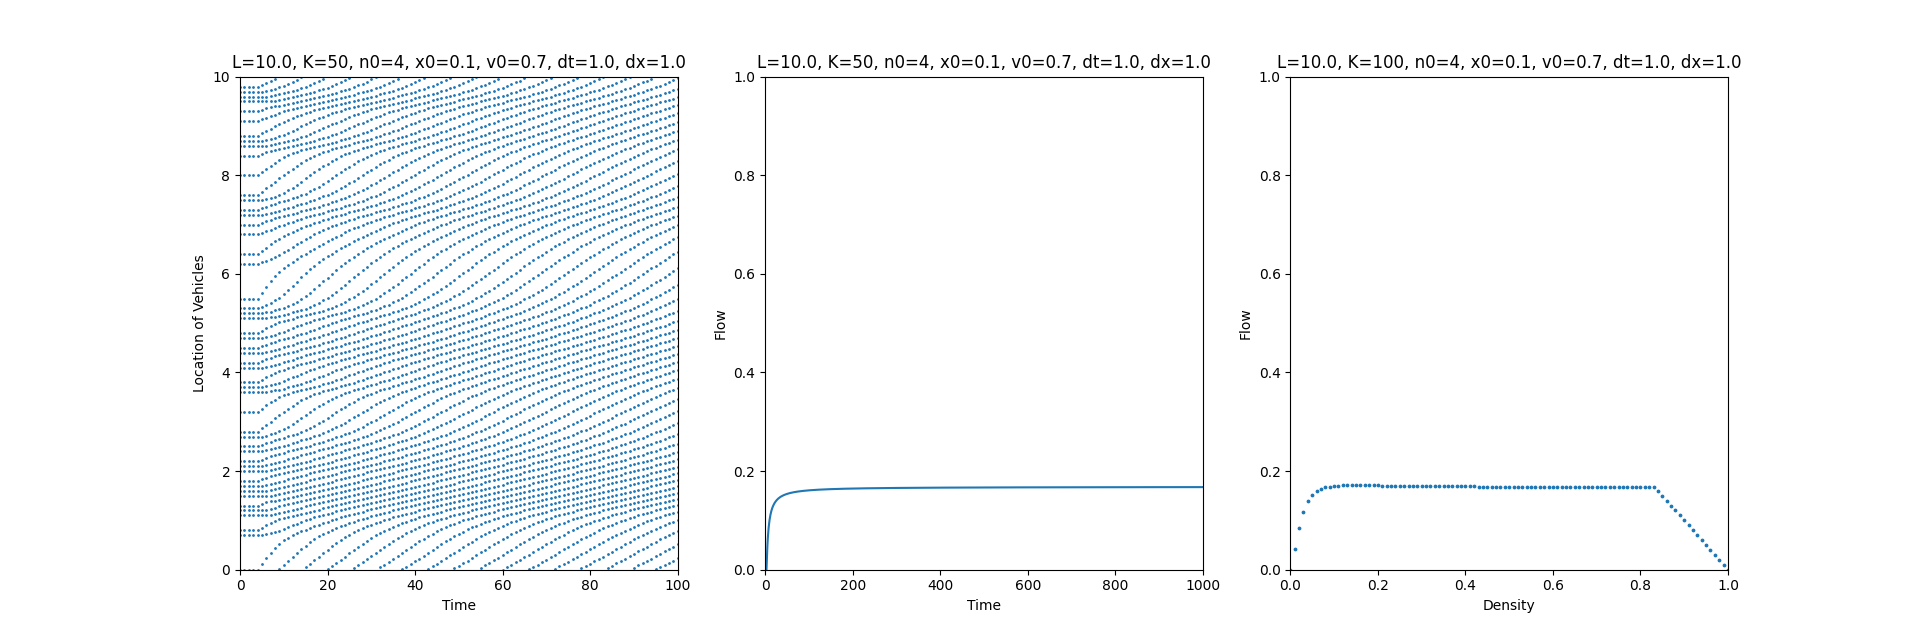 L=10.0, K=50, n0=4, x0=0.1, v0=0.7, dt=1.0, dx=1.0
Location of Vehicles
10
8
6
4
2
0
0 20 40 60 80 100
Time
L=10.0, K=50, n0=4, x0=0.1, v0=0.7, dt=1.0, dx=1.0
Flow
1.0
0.8
0.6
0.4
0.2
0.0
0 200 400 600 800 1000
Time
L=10.0, K=100, n0=4, x0=0.1, v0=0.7, dt=1.0, dx=1.0
Flow
1.0
0.8
0.6
0.4
0.2
0.0
0.0 0.2 0.4 0.6 0.8 1.0
Density